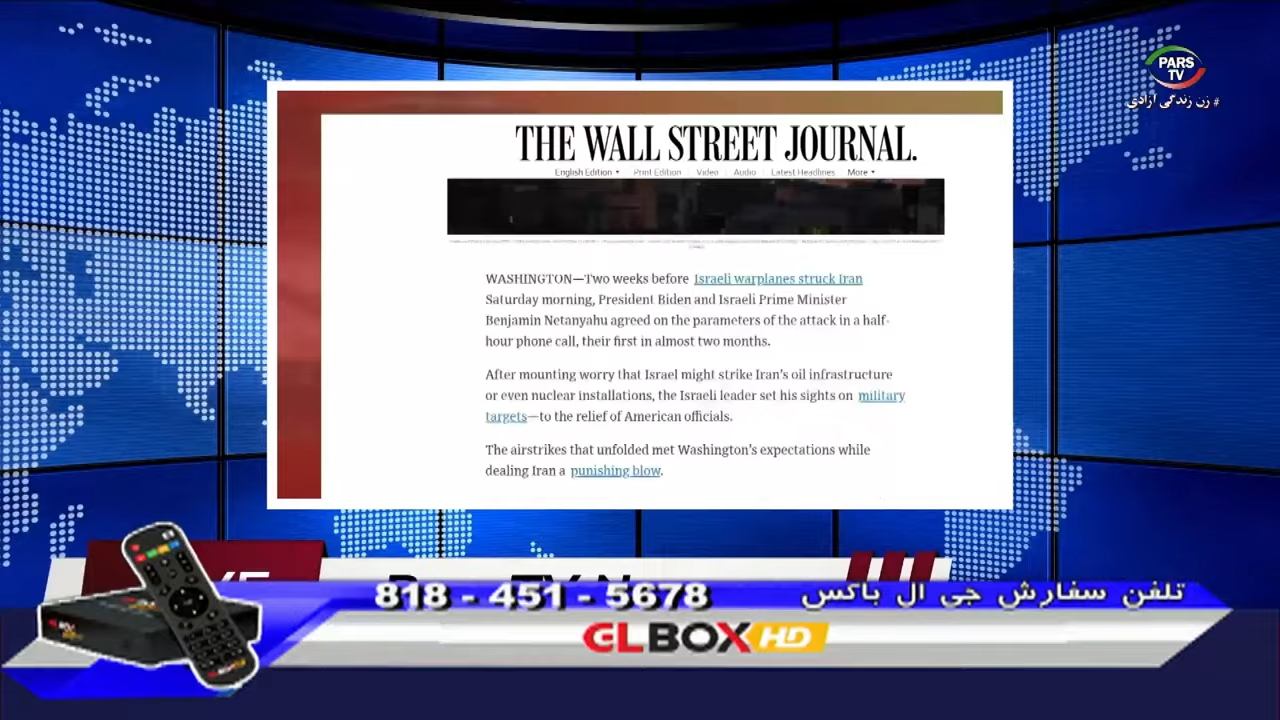 PARS
TV
# زن زندگی آزادی
THE WALL STREET JOURNAL.
English Edition ▾ Print Edition Video Audio Latest Headlines More ▾
WASHINGTON—Two weeks before Israeli warplanes struck Iran
Saturday morning, President Biden and Israeli Prime Minister
Benjamin Netanyahu agreed on the parameters of the attack in a half-
hour phone call, their first in almost two months.
After mounting worry that Israel might strike Iran’s oil infrastructure
or even nuclear installations, the Israeli leader set his sights on military
targets—to the relief of American officials.
The airstrikes that unfolded met Washington’s expectations while
dealing Iran a punishing blow.
818 - 451 - 5678
تلفن سفارش جی ال باکس
GLBOX HD